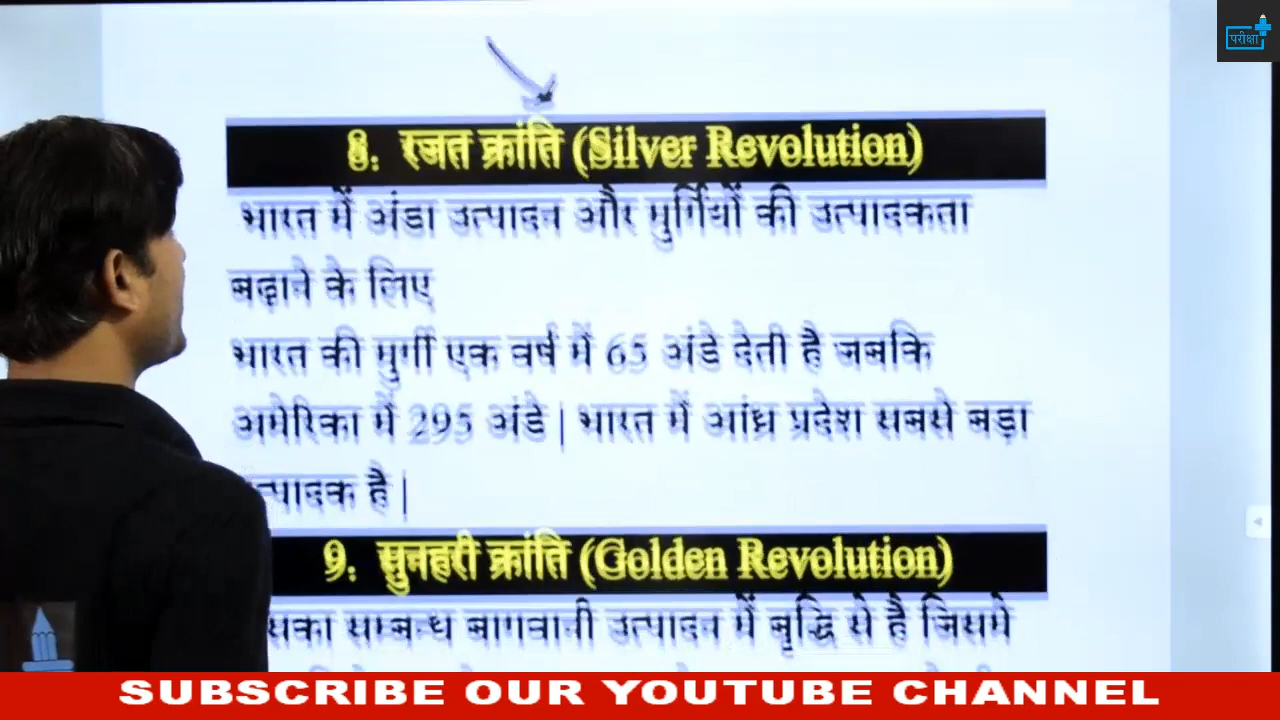 परीक्षा
8. रजत क्रांति (Silver Revolution)
भारत में अंडा उत्पादन और मुर्गियों की उत्पादकता
बढ़ाने के लिए
भारत की मुर्गी एक वर्ष में 65 अंडे देती है जबकि
अमेरिका में 295 अंडे | भारत में आंध्र प्रदेश सबसे बड़ा
त्पादक है |
9. सुनहरी क्रांति (Golden Revolution)
सका सम्बन्ध बागवानी उत्पादन में बृद्धि से है जिसमे
SUBSCRIBE OUR YOUTUBE CHANNEL